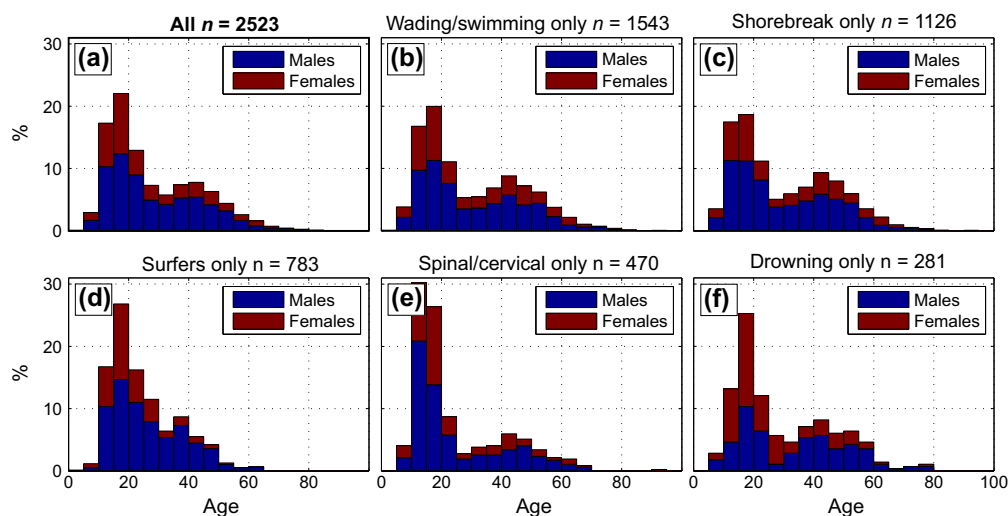 All n = 2523
Wading/swimming only n = 1543
Shorebreak only n = 1126
(a)
Males
Females
(b)
Males
Females
(c)
Males
Females
30
20
10
0
%
Surfers only n = 783
Spinal/cervical only n = 470
Drowning only n = 281
(d)
Males
Females
(e)
Males
Females
(f)
Males
Females
30
20
10
0
%
0 20 40 60 80
0 20 40 60 80
0 20 40 60 80 100
Age
Age
Age